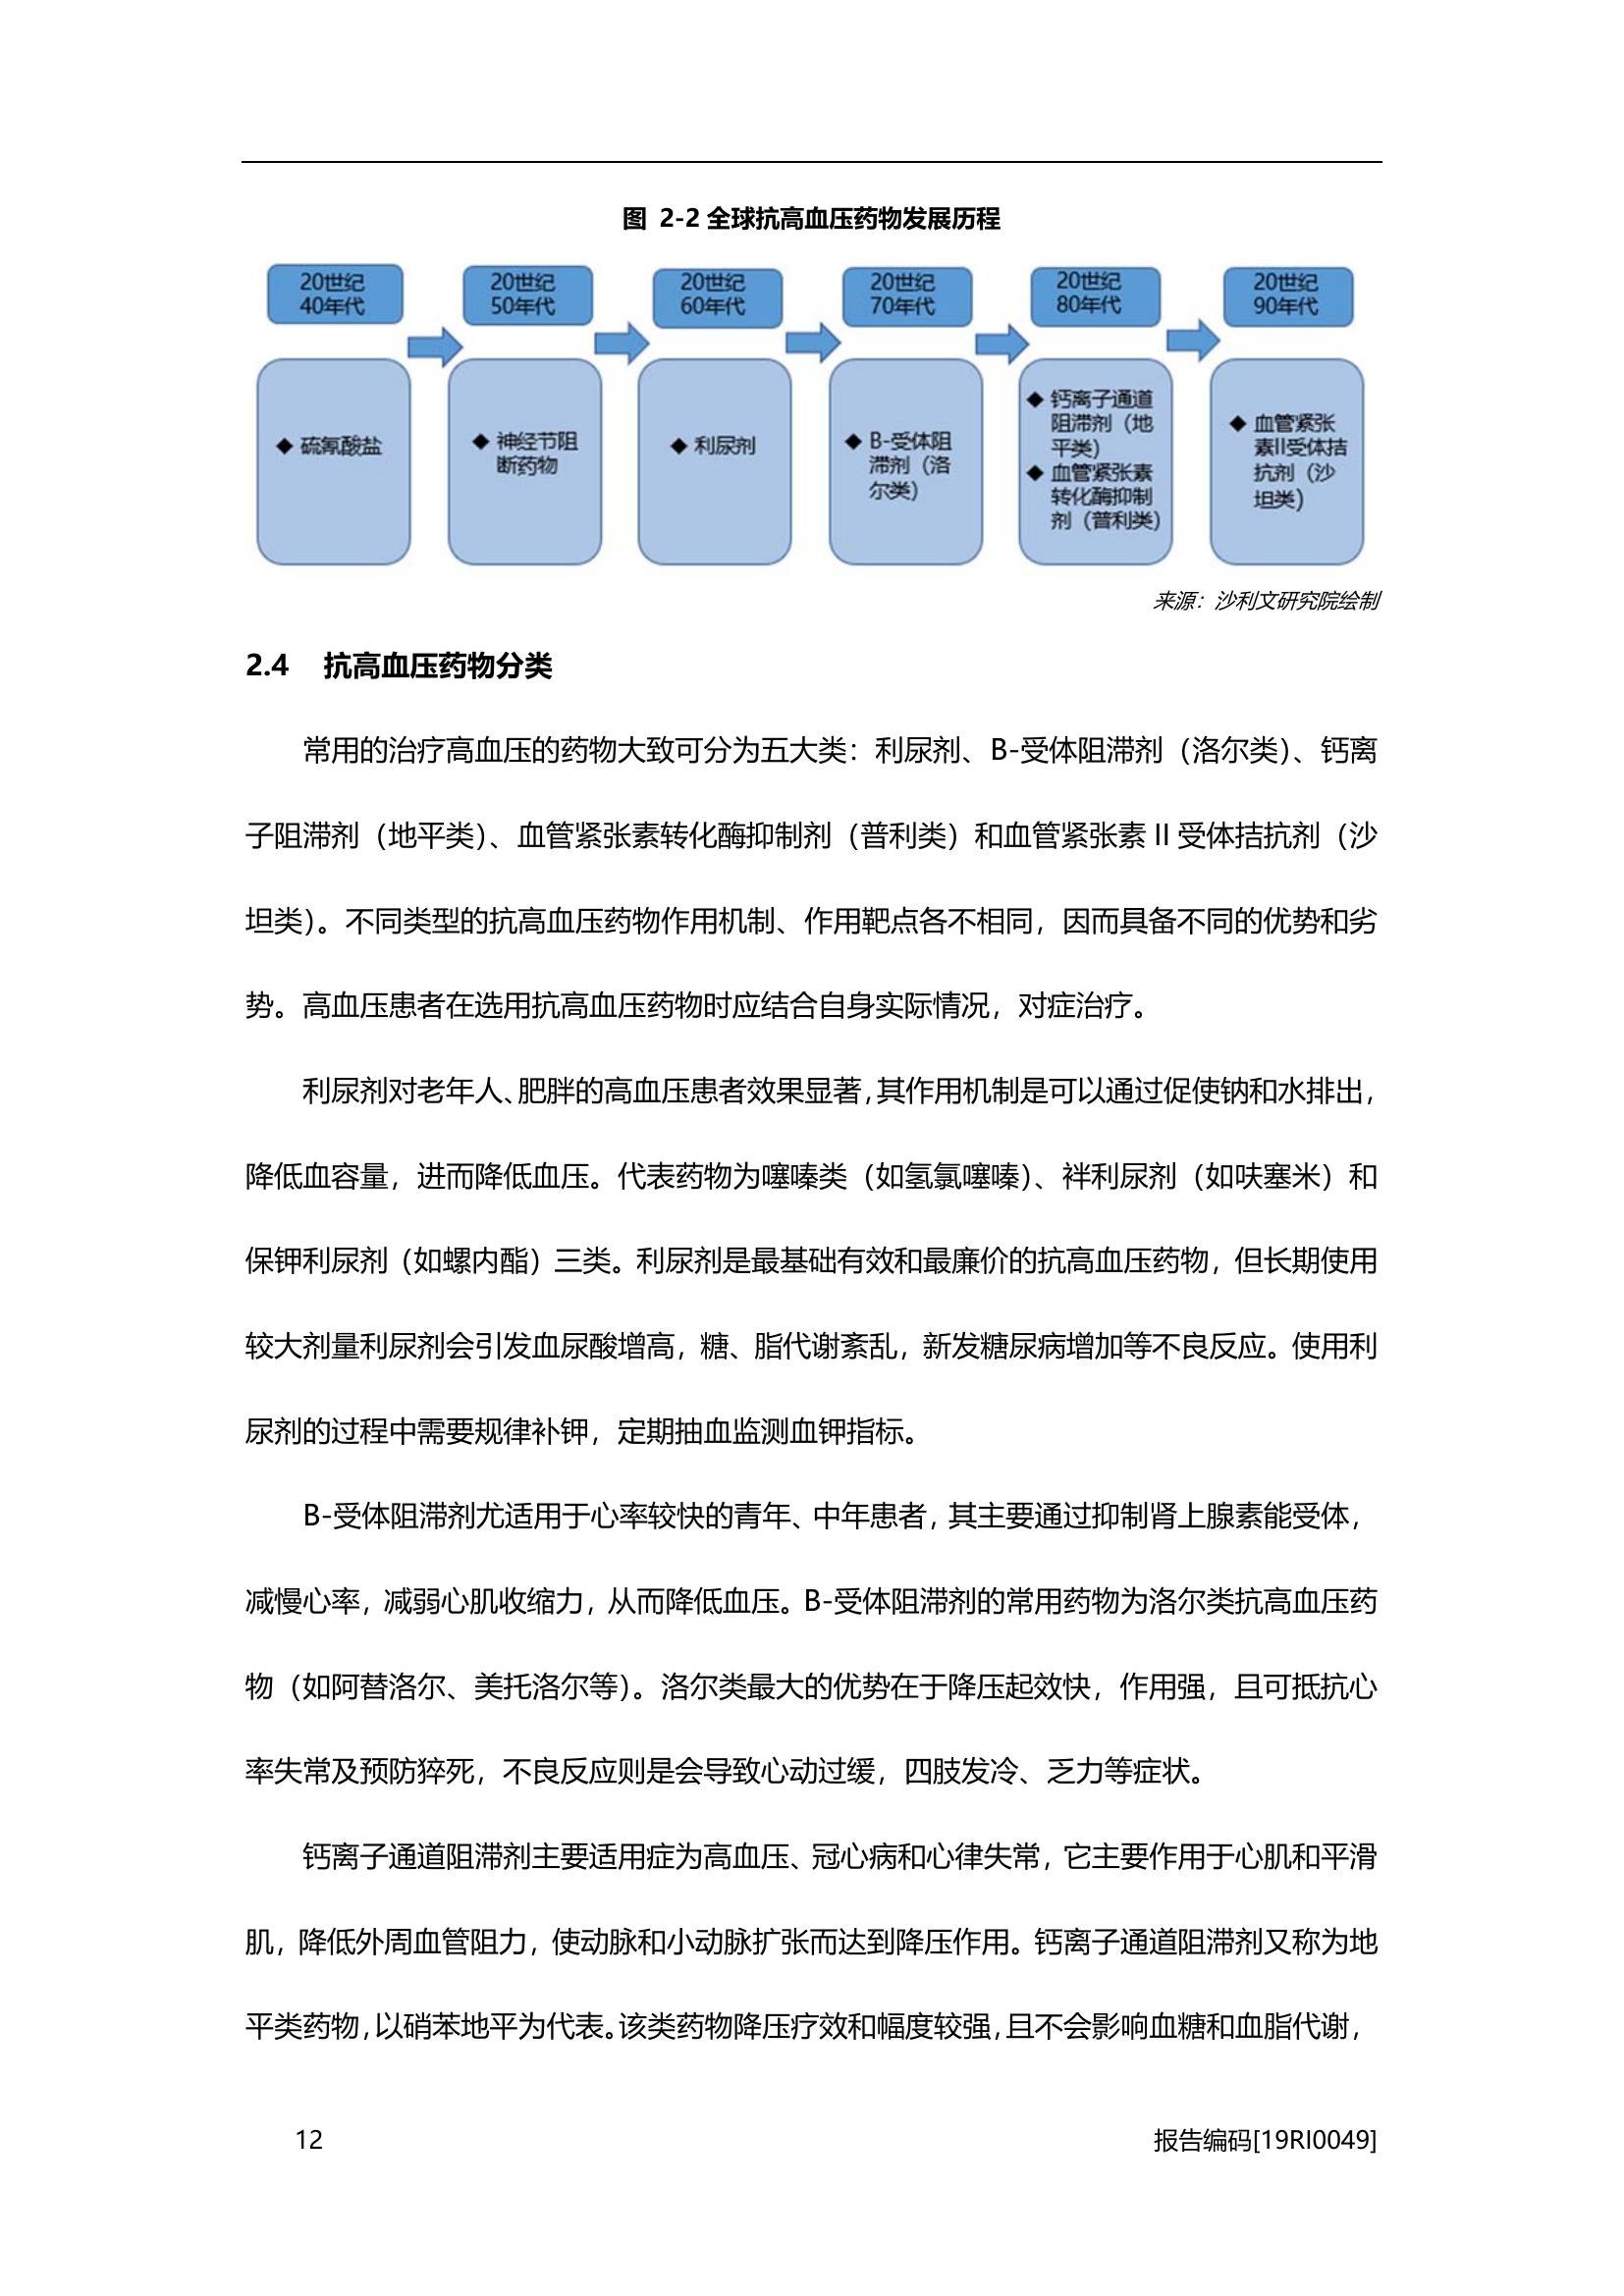 图 2-2 全球抗高血压药物发展历程
20世纪
40年代
20世纪
50年代
20世纪
60年代
20世纪
70年代
20世纪
80年代
20世纪
90年代
◆ 硫氰酸盐
◆ 神经节阻
断药物
◆ 利尿剂
◆ B-受体阻
滞剂（洛
尔类）
◆ 钙离子通道
阻滞剂（地
平类）
◆ 血管紧张素
转化酶抑制
剂（普利类）
◆ 血管紧张
素II受体拮
抗剂（沙
坦类）
来源：沙利文研究院绘制
2.4 抗高血压药物分类
常用的治疗高血压的药物大致可分为五大类：利尿剂、B-受体阻滞剂（洛尔类）、钙离
子阻滞剂（地平类）、血管紧张素转化酶抑制剂（普利类）和血管紧张素 II 受体拮抗剂（沙
坦类）。不同类型的抗高血压药物作用机制、作用靶点各不相同，因而具备不同的优势和劣
势。高血压患者在选用抗高血压药物时应结合自身实际情况，对症治疗。
利尿剂对老年人、肥胖的高血压患者效果显著，其作用机制是可以通过促使钠和水排出，
降低血容量，进而降低血压。代表药物为噻嗪类（如氢氯噻嗪）、袢利尿剂（如呋塞米）和
保钾利尿剂（如螺内酯）三类。利尿剂是最基础有效和最廉价的抗高血压药物，但长期使用
较大剂量利尿剂会引发血尿酸增高，糖、脂代谢紊乱，新发糖尿病增加等不良反应。使用利
尿剂的过程中需要规律补钾，定期抽血监测血钾指标。
B-受体阻滞剂尤适用于心率较快的青年、中年患者，其主要通过抑制肾上腺素能受体，
减慢心率，减弱心肌收缩力，从而降低血压。B-受体阻滞剂的常用药物为洛尔类抗高血压药
物（如阿替洛尔、美托洛尔等）。洛尔类最大的优势在于降压起效快，作用强，且可抵抗心
率失常及预防猝死，不良反应则是会导致心动过缓，四肢发冷、乏力等症状。
钙离子通道阻滞剂主要适用症为高血压、冠心病和心律失常，它主要作用于心肌和平滑
肌，降低外周血管阻力，使动脉和小动脉扩张而达到降压作用。钙离子通道阻滞剂又称为地
平类药物，以硝苯地平为代表。该类药物降压疗效和幅度较强，且不会影响血糖和血脂代谢，
12
报告编码[19RI0049]